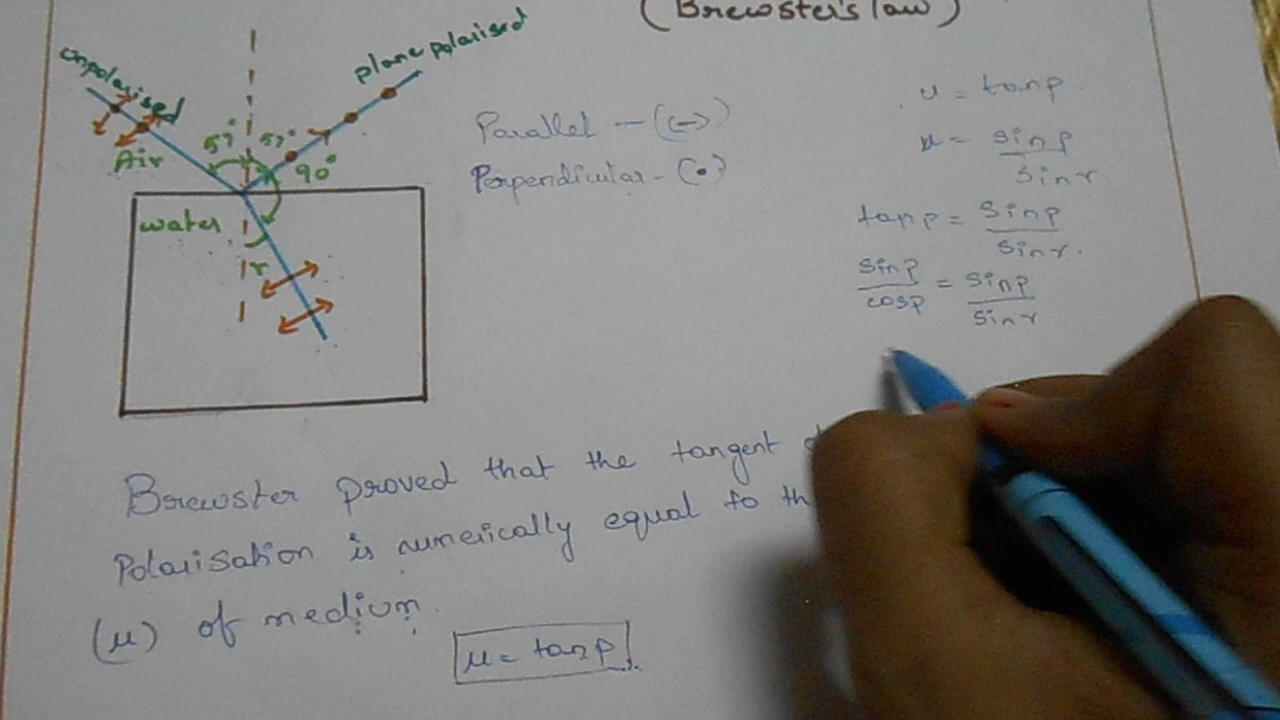 (Brewster's law)
unpolarised
plane polarised
Air
57°
57°
90°
water
r
Parallel - (↔)
Perpendicular - (•)
μ = tan p
μ = sin p / sin r
tan p = sin p / sin r.
sin p / cos p = sin p / sin r
Brewster proved that the tangent
Polarisation is numerically equal to th
(μ) of medium.
μ = tan p